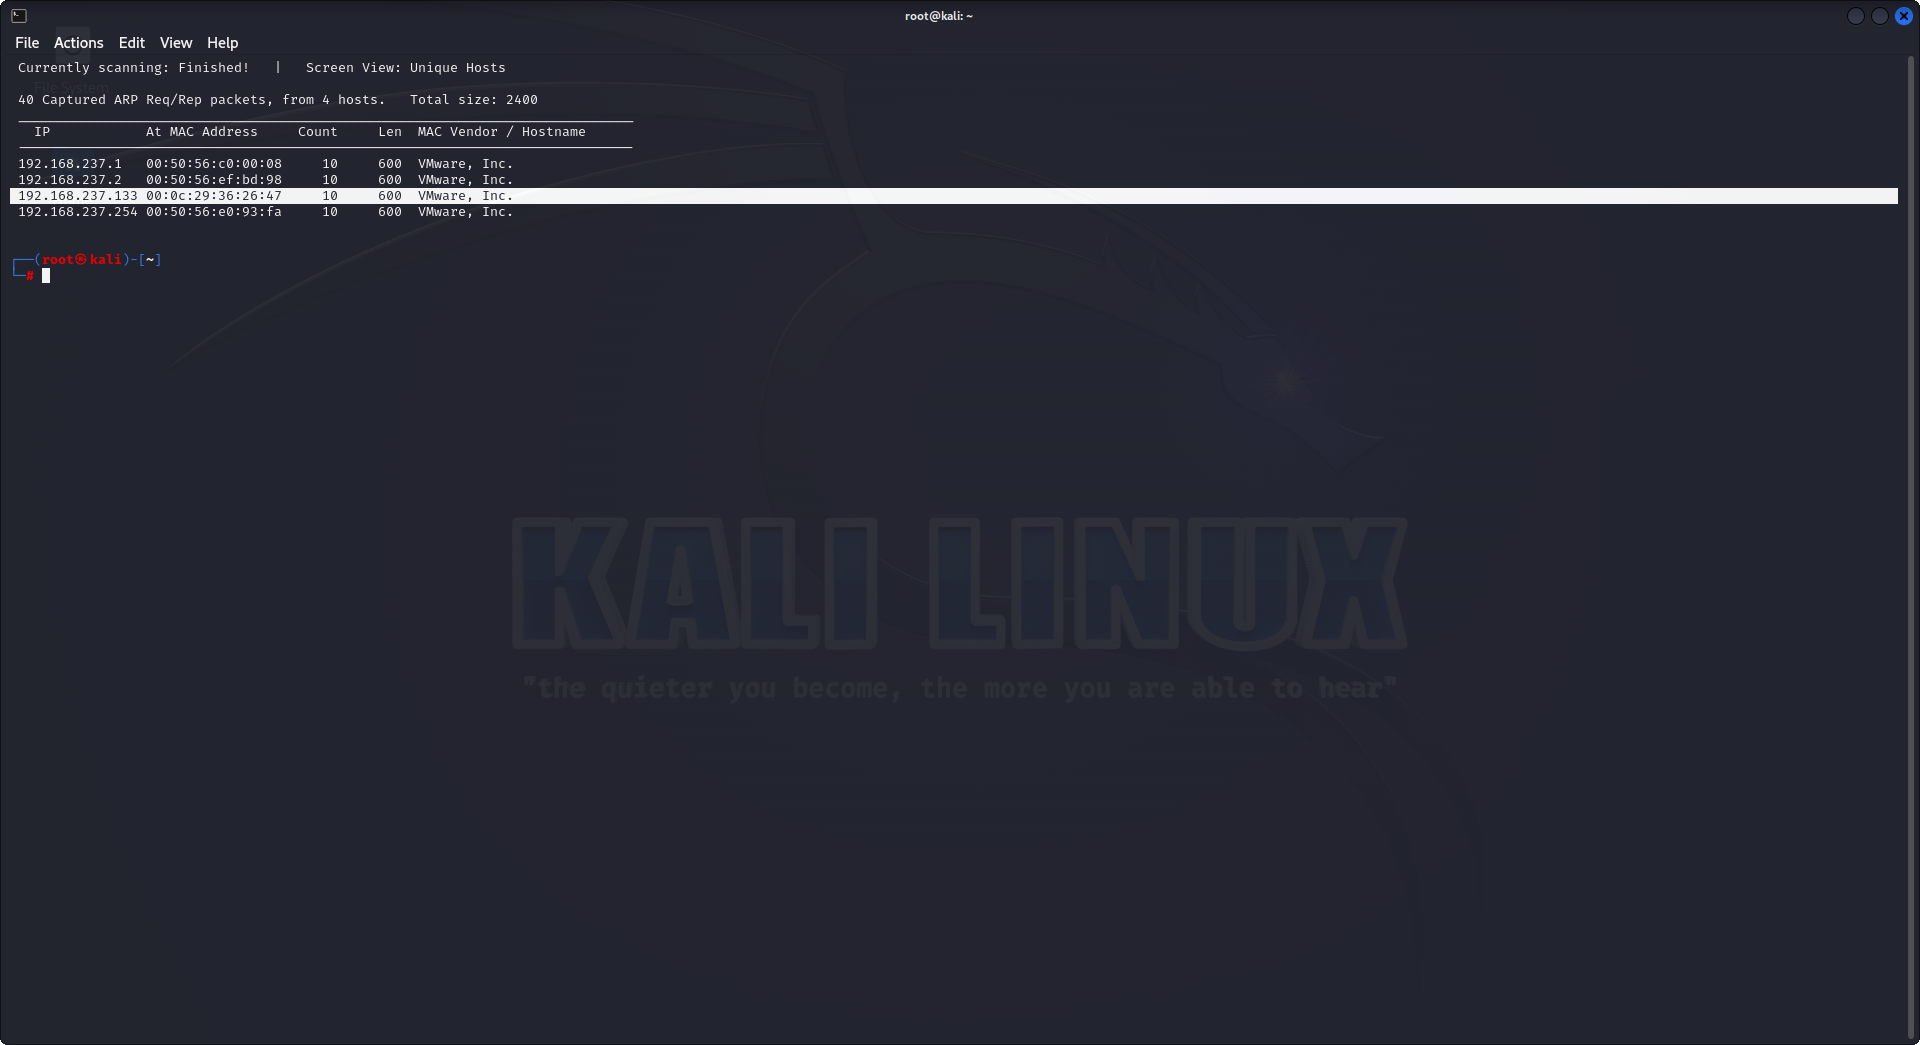 root@kali: ~
File Actions Edit View Help
Currently scanning: Finished! | Screen View: Unique Hosts
File System
40 Captured ARP Req/Rep packets, from 4 hosts. Total size: 2400
IP At MAC Address Count Len MAC Vendor / Hostname
192.168.237.1 00:50:56:c0:00:08 10 600 VMware, Inc.
192.168.237.2 00:50:56:ef:bd:98 10 600 VMware, Inc.
192.168.237.133 00:0c:29:36:26:47 10 600 VMware, Inc.
192.168.237.254 00:50:56:e0:93:fa 10 600 VMware, Inc.
┌──(root㉿kali)-[~]
└─#
KALI LINUX
"the quieter you become, the more you are able to hear"